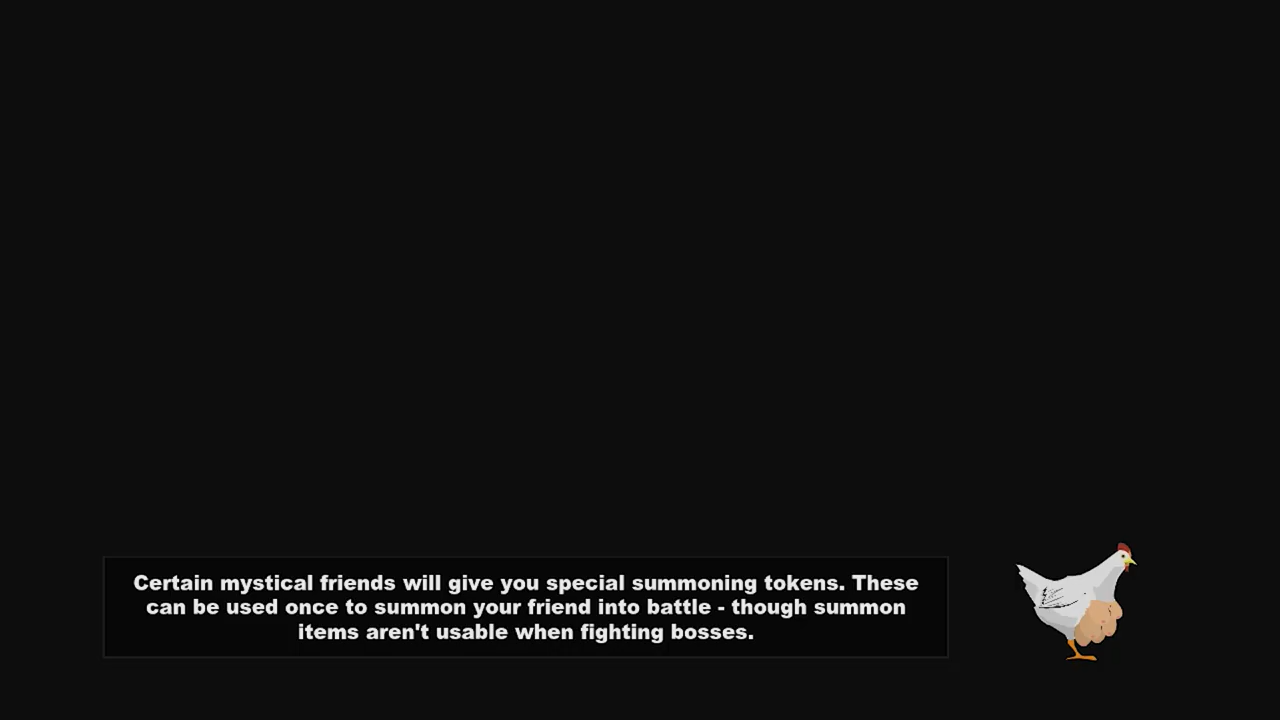 Certain mystical friends will give you special summoning tokens. These
can be used once to summon your friend into battle - though summon
items aren't usable when fighting bosses.